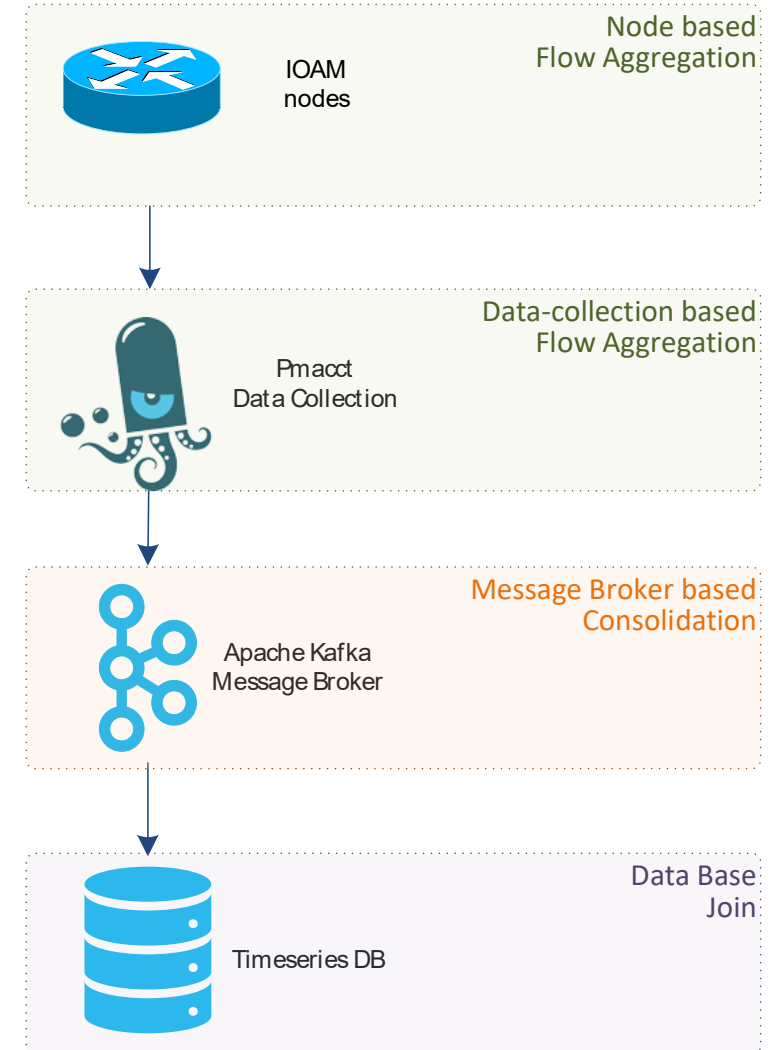 Node based
Flow Aggregation
IOAM
nodes
Data-collection based
Flow Aggregation
Pmacct
Data Collection
Message Broker based
Consolidation
Apache Kafka
Message Broker
Data Base
Join
Timeseries DB